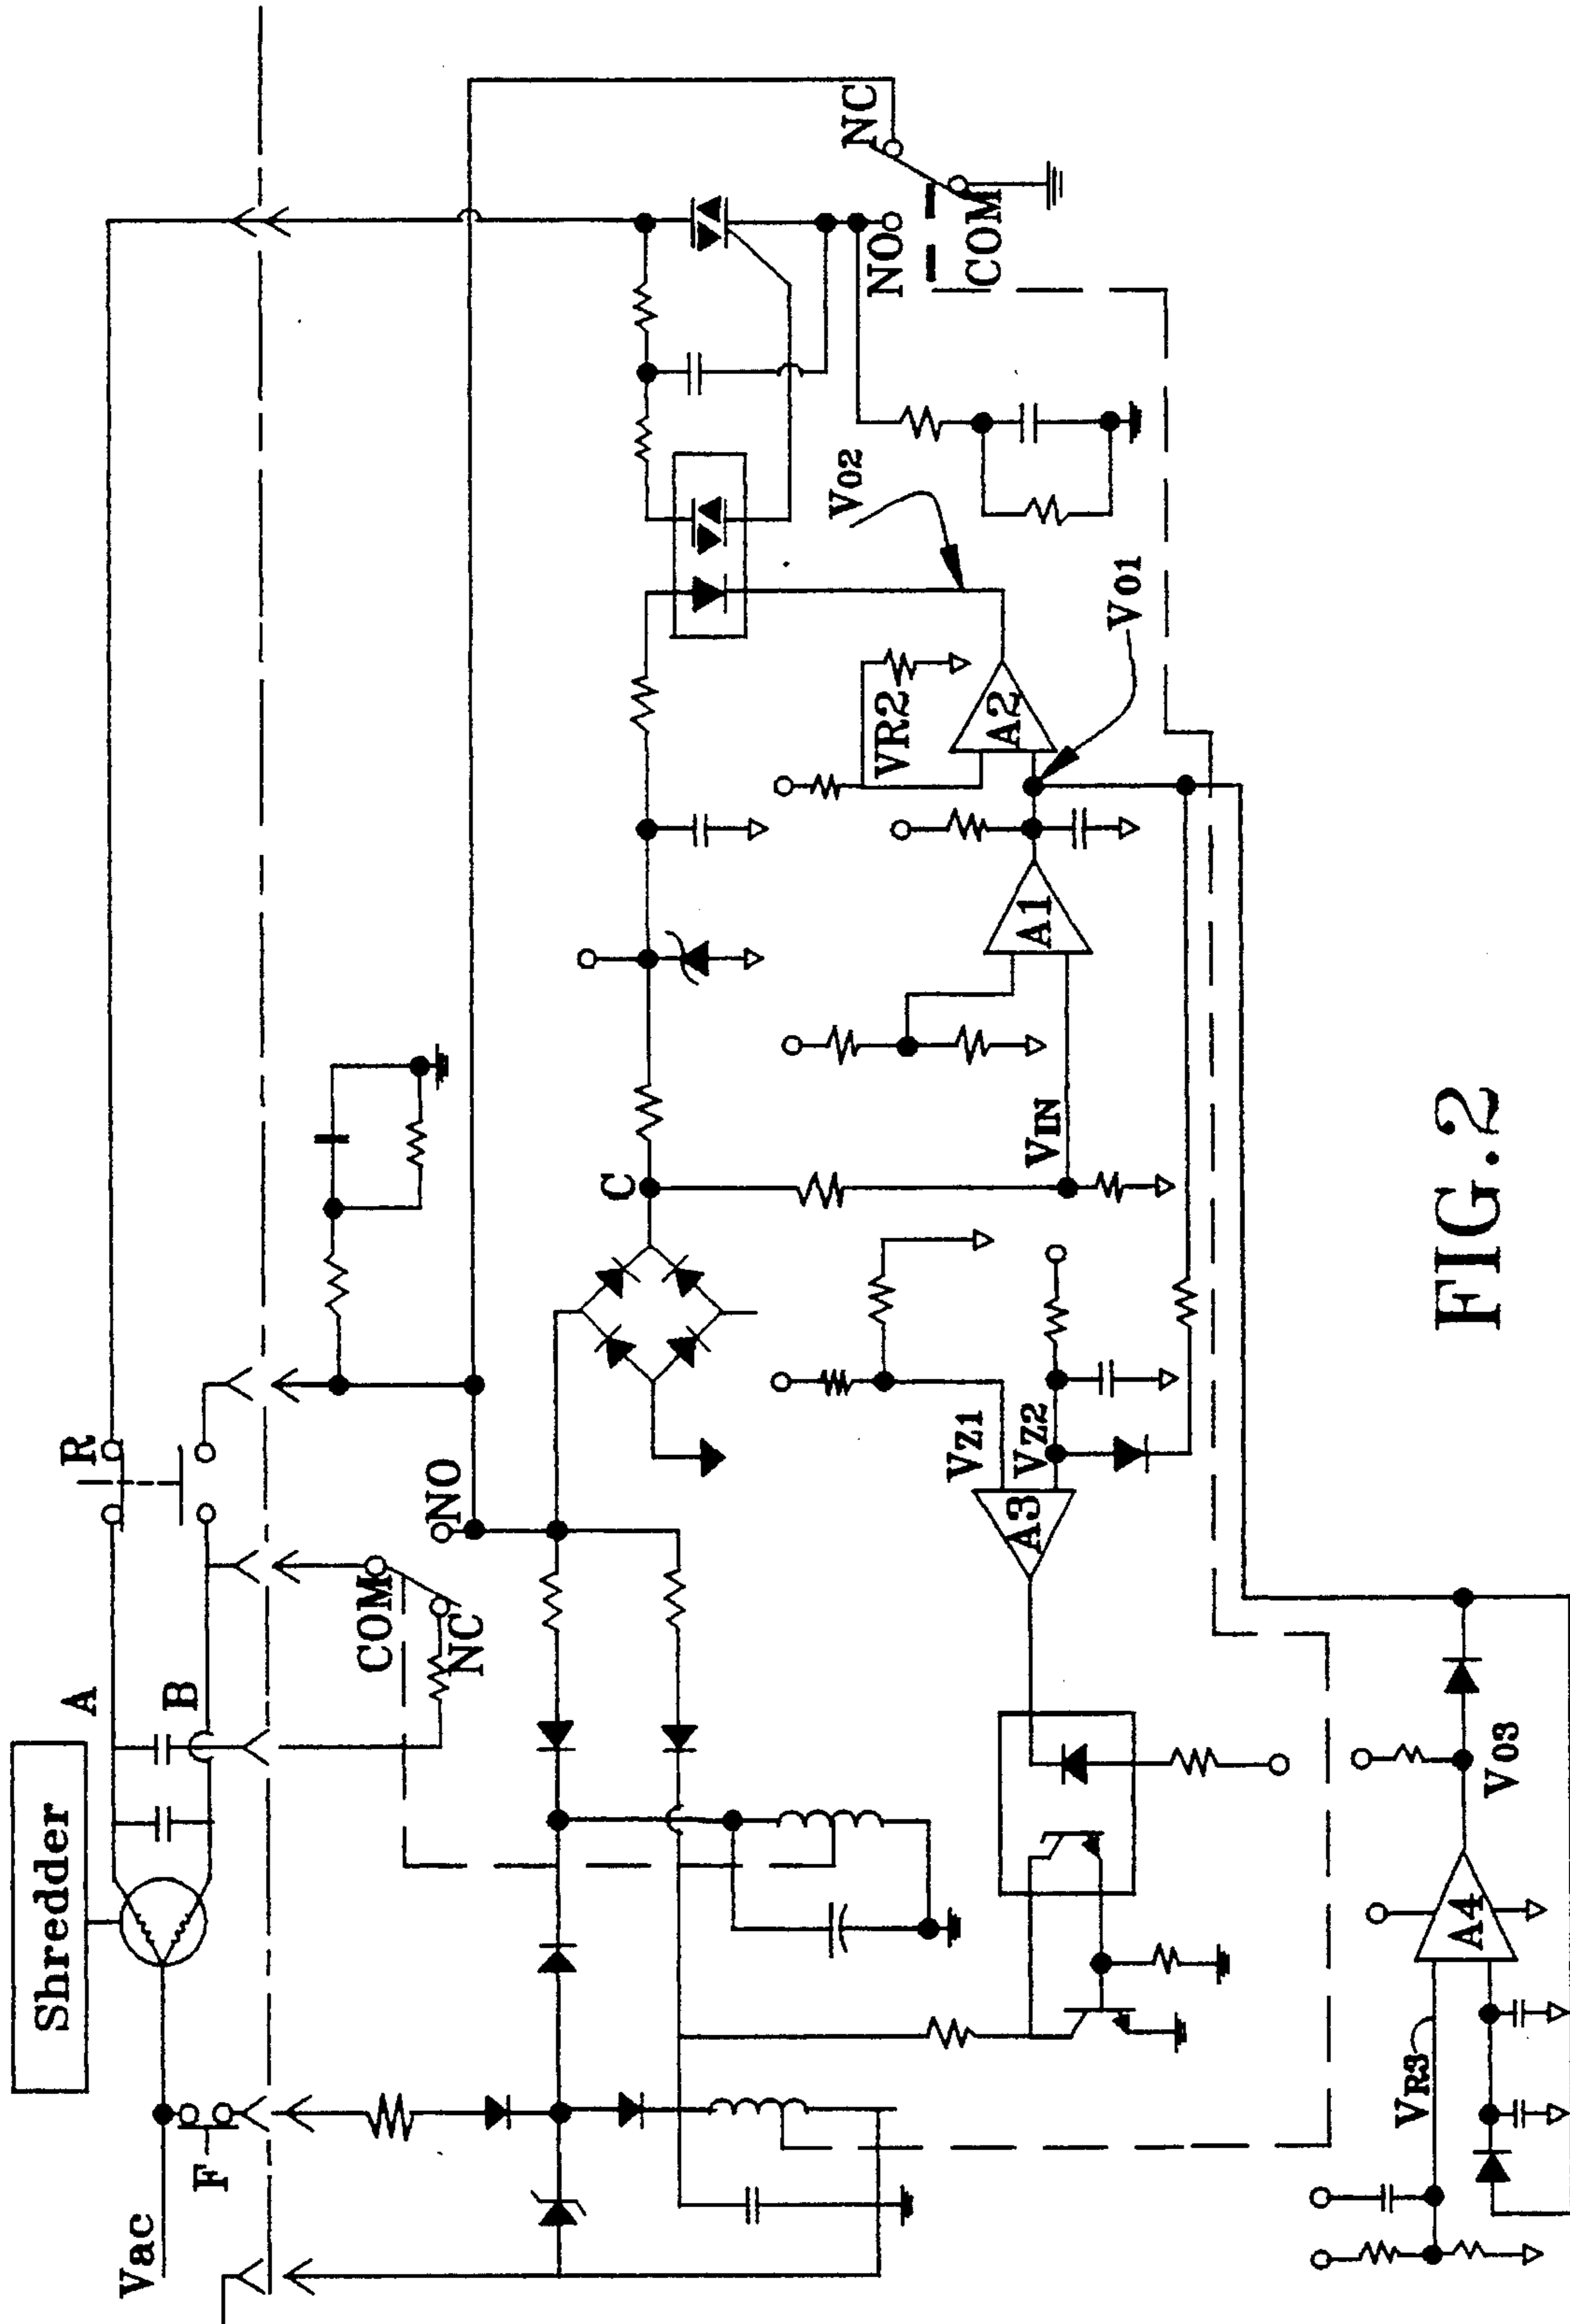 Shredder
Vac
F
A
B
R
COM
NC
NO
NC
NO
COM
C
VIN
VZ1
VZ2
A3
A1
A2
VR2
V01
V02
VR3
A4
V03
FIG.2